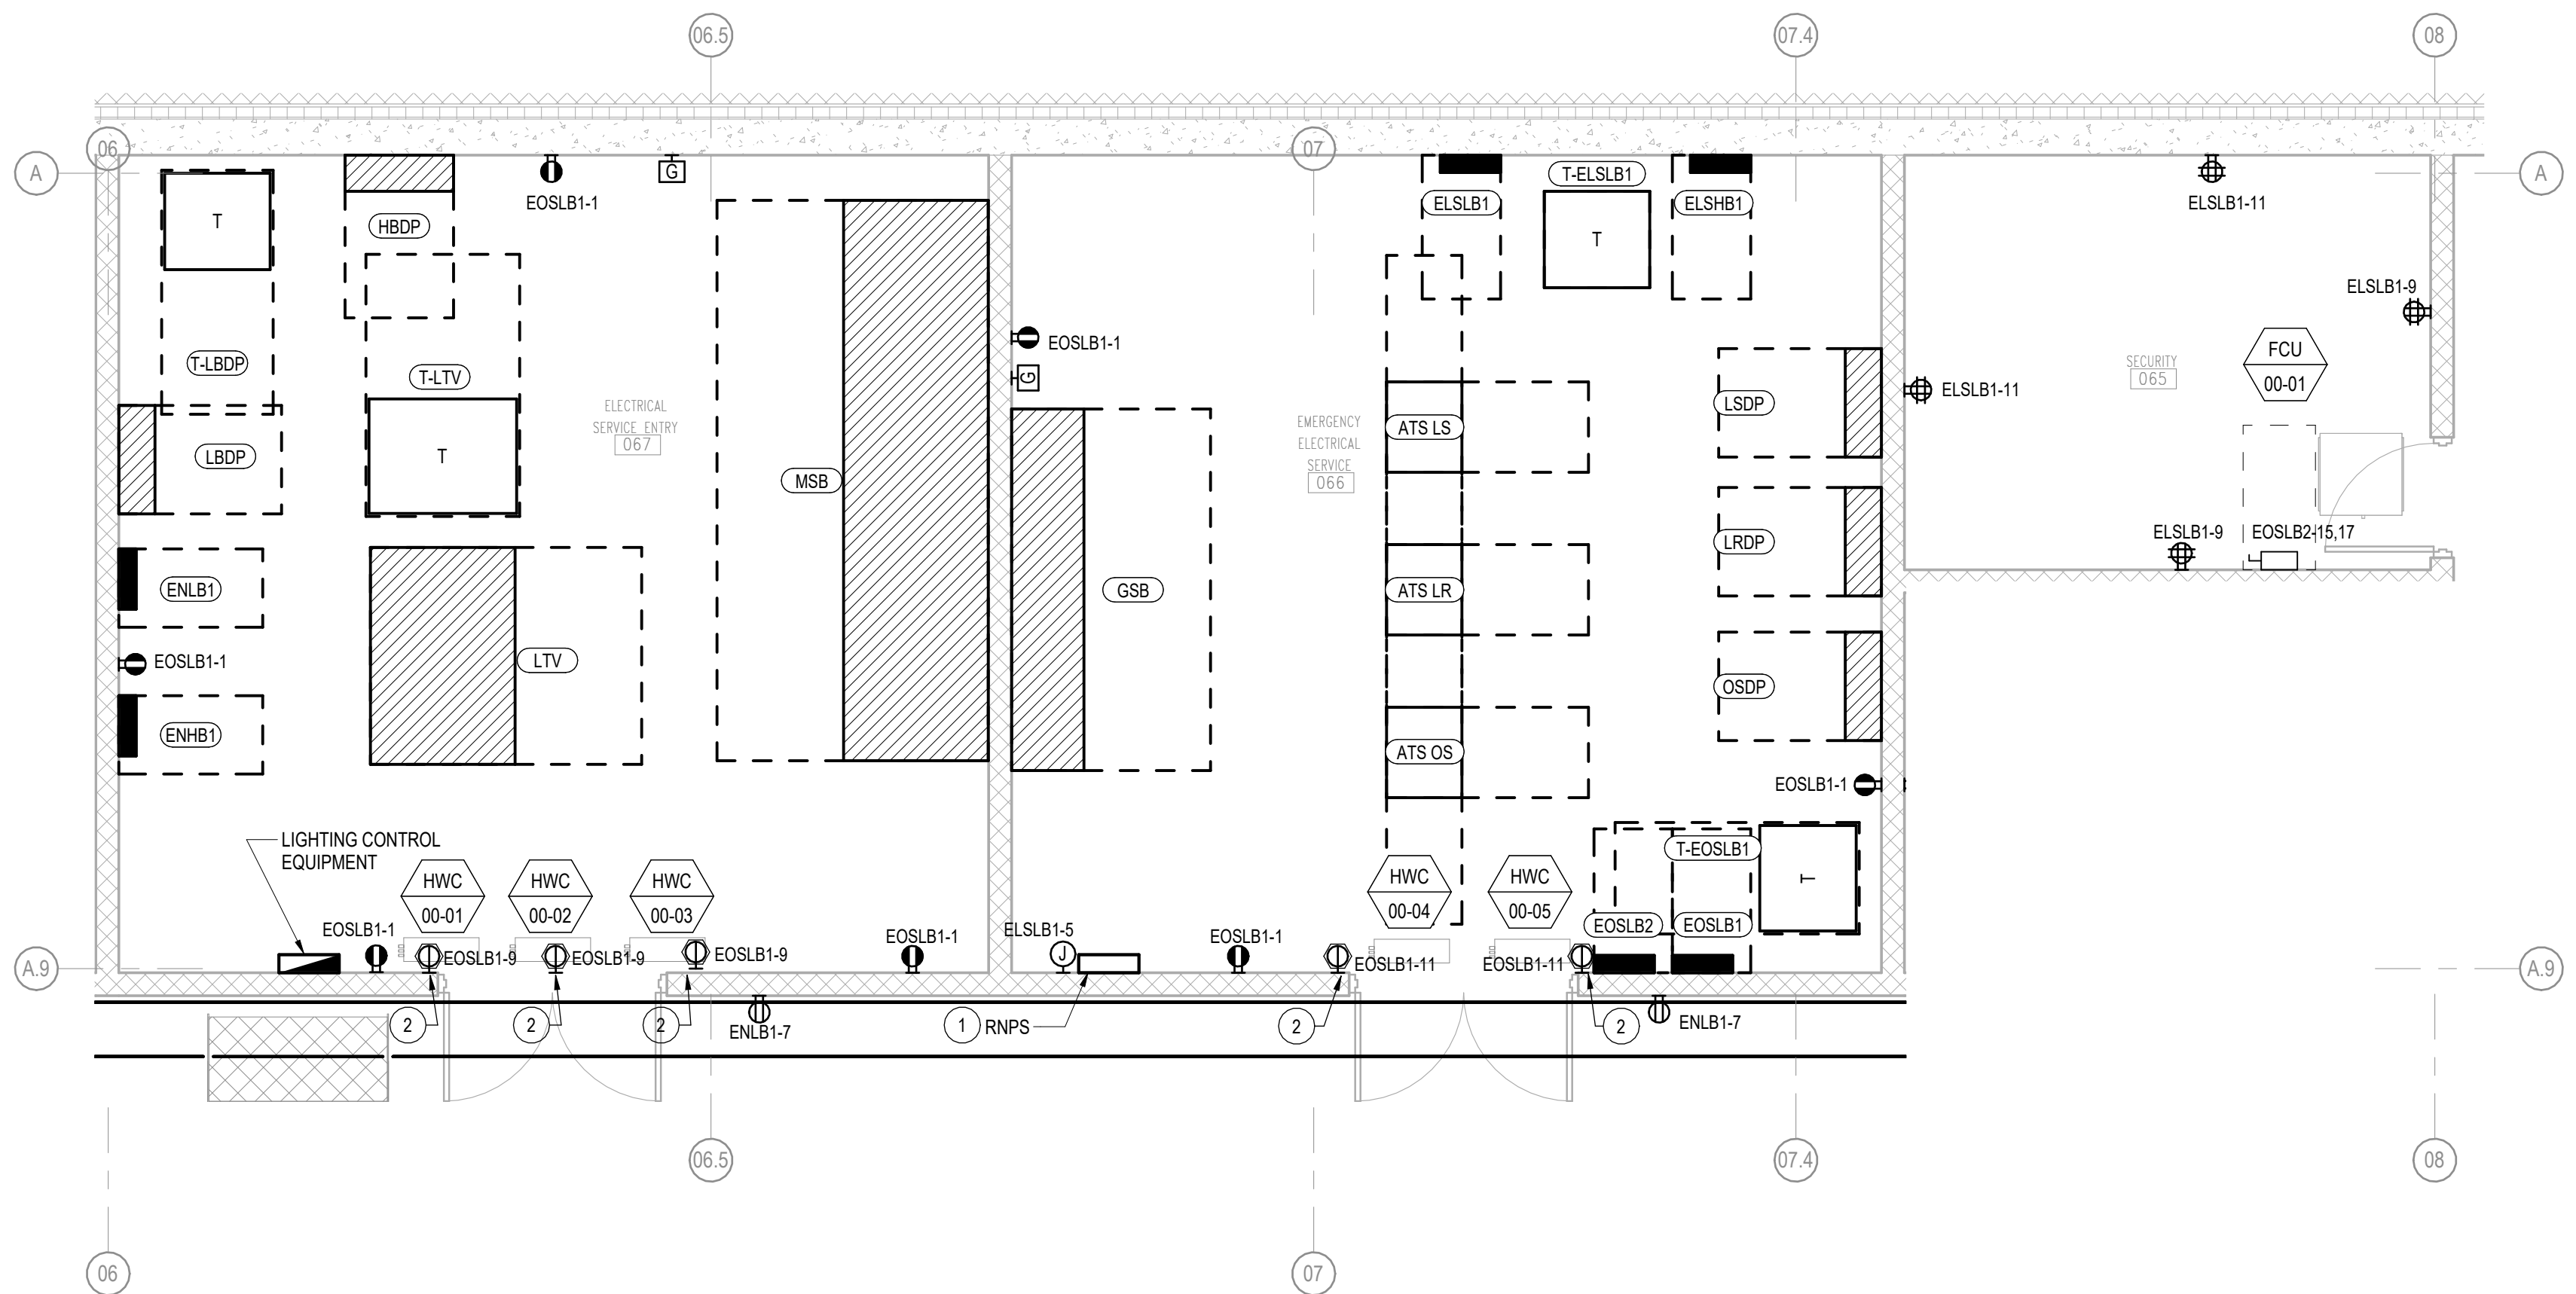 06.5
07.4
08
06
07
A
A
T
HBDP
EOSLB1-1
G
T-ELSLB1
ELSLB1
ELSHB1
T
ELSLB1-11
ELSLB1-9
T-LBDP
T-LTV
EOSLB1-1
G
SECURITY
065
FCU
00-01
ELSLB1-11
LBDP
T
ELECTRICAL
SERVICE ENTRY
067
MSB
EMERGENCY
ELECTRICAL
SERVICE
066
ATS LS
LSDP
ENLB1
GSB
ATS LR
LRDP
ELSLB1-9
EOSLB2-15,17
EOSLB1-1
LTV
OSDP
ENHB1
ATS OS
EOSLB1-1
LIGHTING CONTROL
EQUIPMENT
HWC
00-01
HWC
00-02
HWC
00-03
HWC
00-04
HWC
00-05
T-EOSLB1
T
EOSLB2
EOSLB1
EOSLB1-1
EOSLB1-9
EOSLB1-9
EOSLB1-9
EOSLB1-1
ELSLB1-5
J
EOSLB1-1
EOSLB1-11
EOSLB1-11
A.9
A.9
2
2
2
ENLB1-7
1
RNPS
2
2
ENLB1-7
06.5
07.4
08
06
07